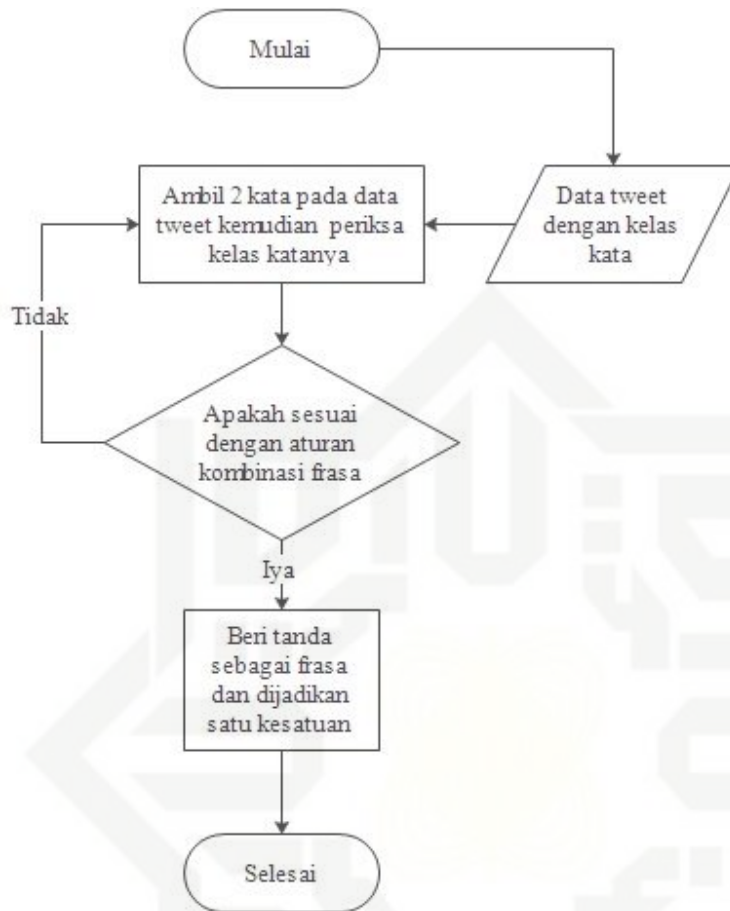 Mulai
Ambil 2 kata pada data
tweet kemudian periksa
kelas katanya
Data tweet
dengan kelas
kata
Tidak
Apakah sesuai
dengan aturan
kombinasi frasa
Iya
Beri tanda
sebagai frasa
dan dijadikan
satu kesatuan
Selesai